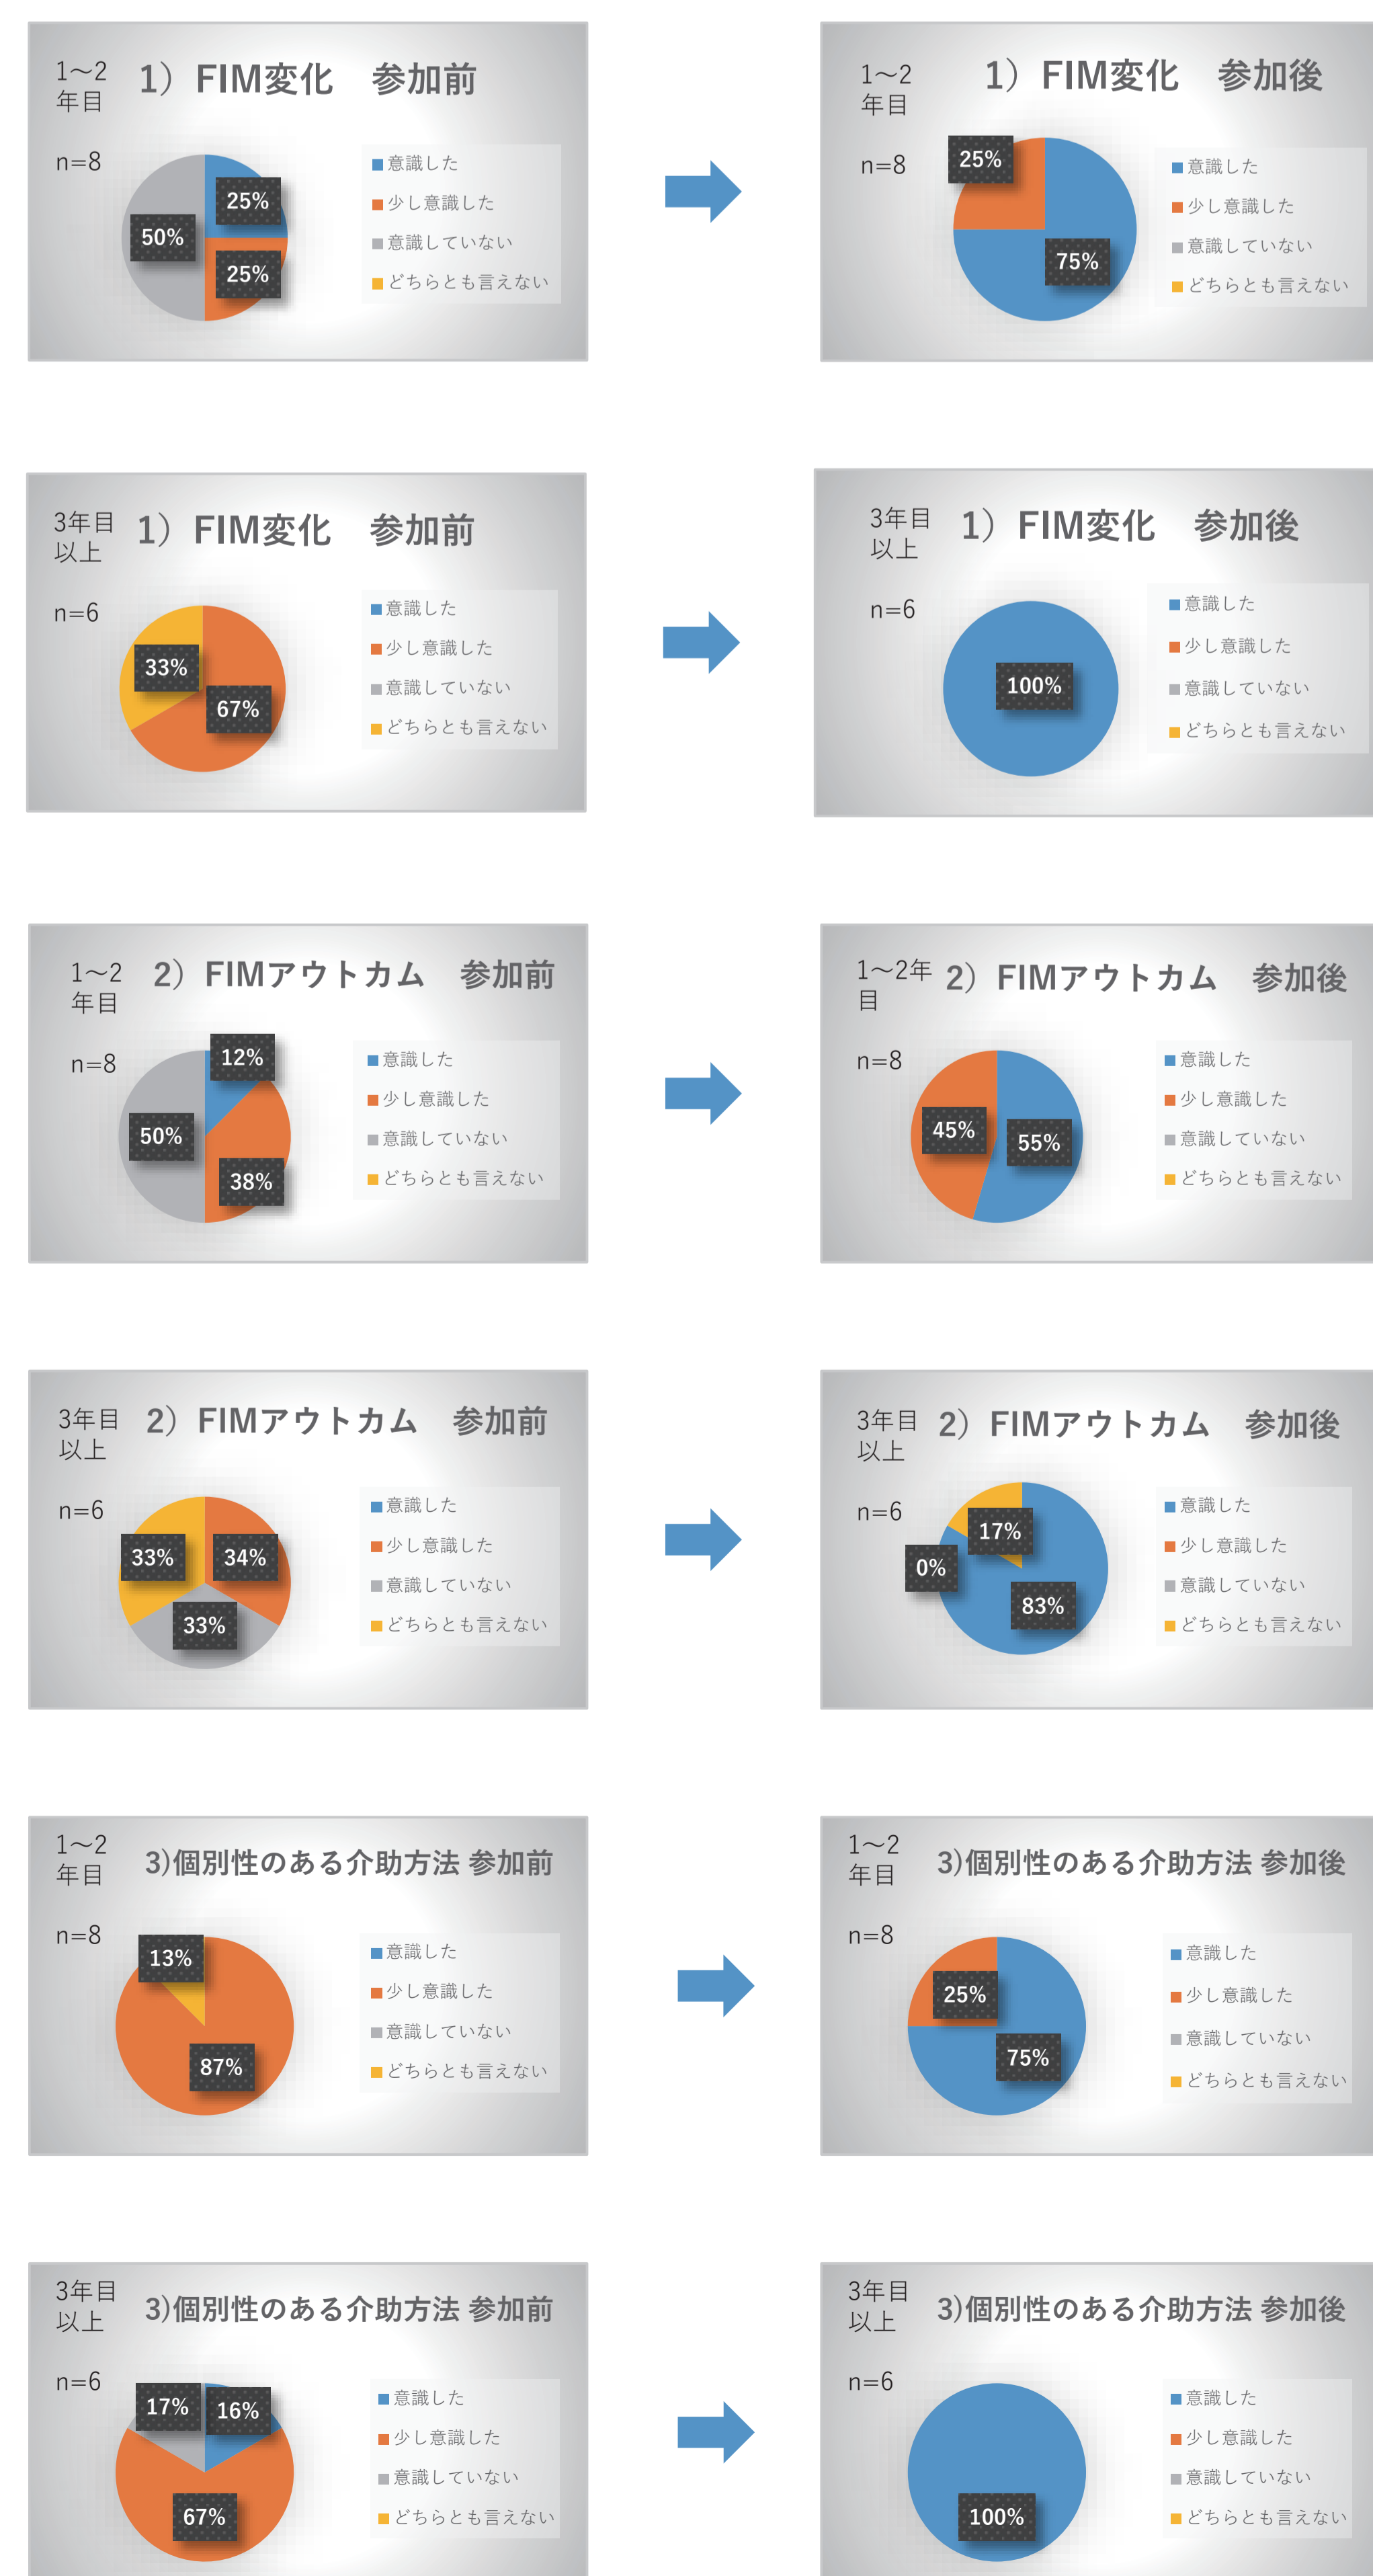 1～2
年目
1）FIM変化　参加前
n=8
25%
50%
25%
意識した
少し意識した
意識していない
どちらとも言えない
1～2
年目
1）FIM変化　参加後
n=8
25%
75%
意識した
少し意識した
意識していない
どちらとも言えない
3年目
以上
1）FIM変化　参加前
n=6
33%
67%
意識した
少し意識した
意識していない
どちらとも言えない
3年目
以上
1）FIM変化　参加後
n=6
100%
意識した
少し意識した
意識していない
どちらとも言えない
1～2
年目
2）FIMアウトカム　参加前
n=8
12%
50%
38%
意識した
少し意識した
意識していない
どちらとも言えない
1～2年
目
2）FIMアウトカム　参加後
n=8
45%
55%
意識した
少し意識した
意識していない
どちらとも言えない
3年目
以上
2）FIMアウトカム　参加前
n=6
33%
34%
33%
意識した
少し意識した
意識していない
どちらとも言えない
3年目
以上
2）FIMアウトカム　参加後
n=6
17%
0%
83%
意識した
少し意識した
意識していない
どちらとも言えない
1～2
年目
3)個別性のある介助方法 参加前
n=8
13%
87%
意識した
少し意識した
意識していない
どちらとも言えない
1～2
年目
3)個別性のある介助方法 参加後
n=8
25%
75%
意識した
少し意識した
意識していない
どちらとも言えない
3年目
以上
3)個別性のある介助方法 参加前
n=6
17%
16%
67%
意識した
少し意識した
意識していない
どちらとも言えない
3年目
以上
3)個別性のある介助方法 参加後
n=6
100%
意識した
少し意識した
意識していない
どちらとも言えない